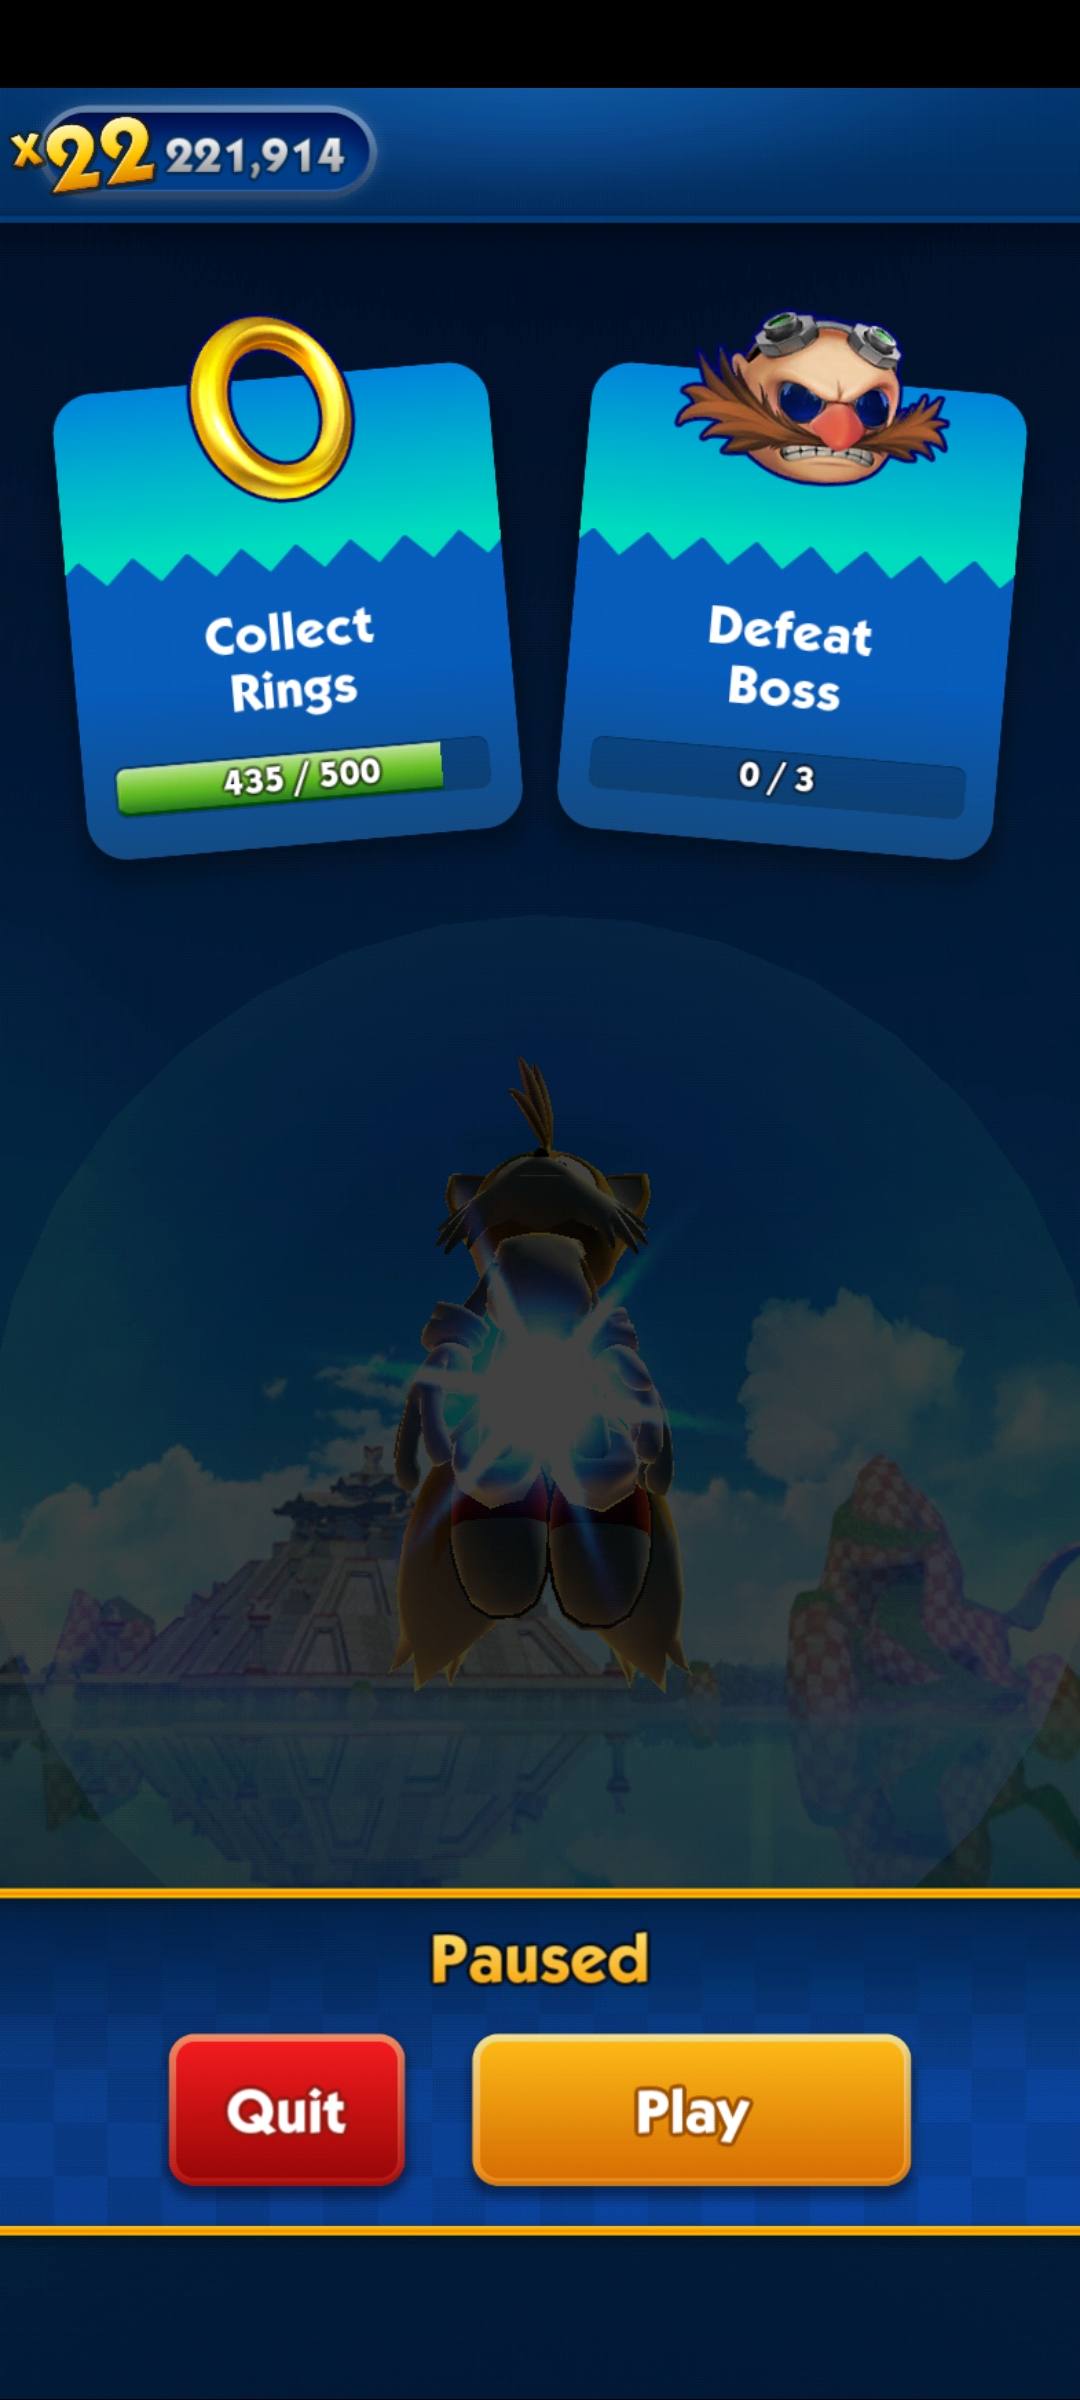 x22 221,914
Collect
Rings
435 / 500
Defeat
Boss
0 / 3
Paused
Quit
Play